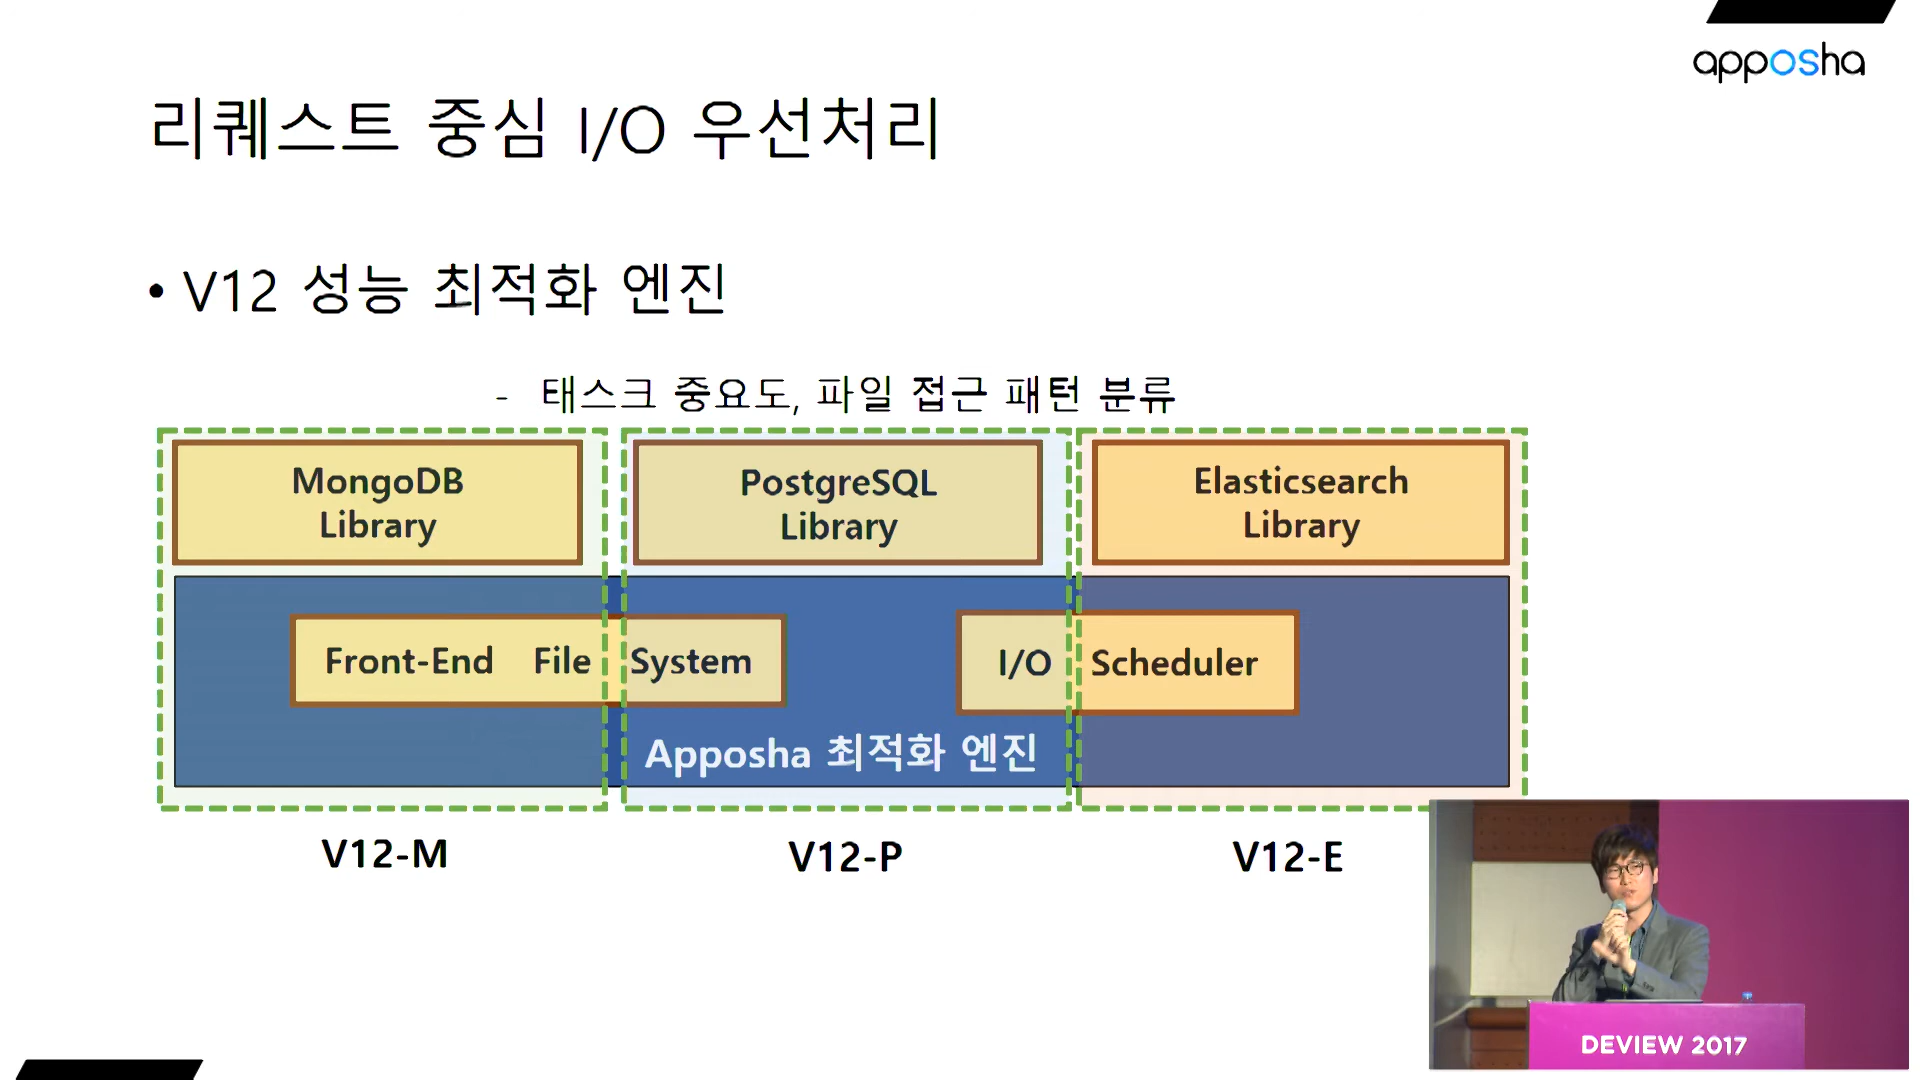 apposha
리퀘스트 중심 I/O 우선처리
• V12 성능 최적화 엔진
- 태스크 중요도, 파일 접근 패턴 분류
MongoDB
Library
PostgreSQL
Library
Elasticsearch
Library
Front-End File System
I/O Scheduler
Apposha 최적화 엔진
V12-M
V12-P
V12-E
DEVIEW 2017